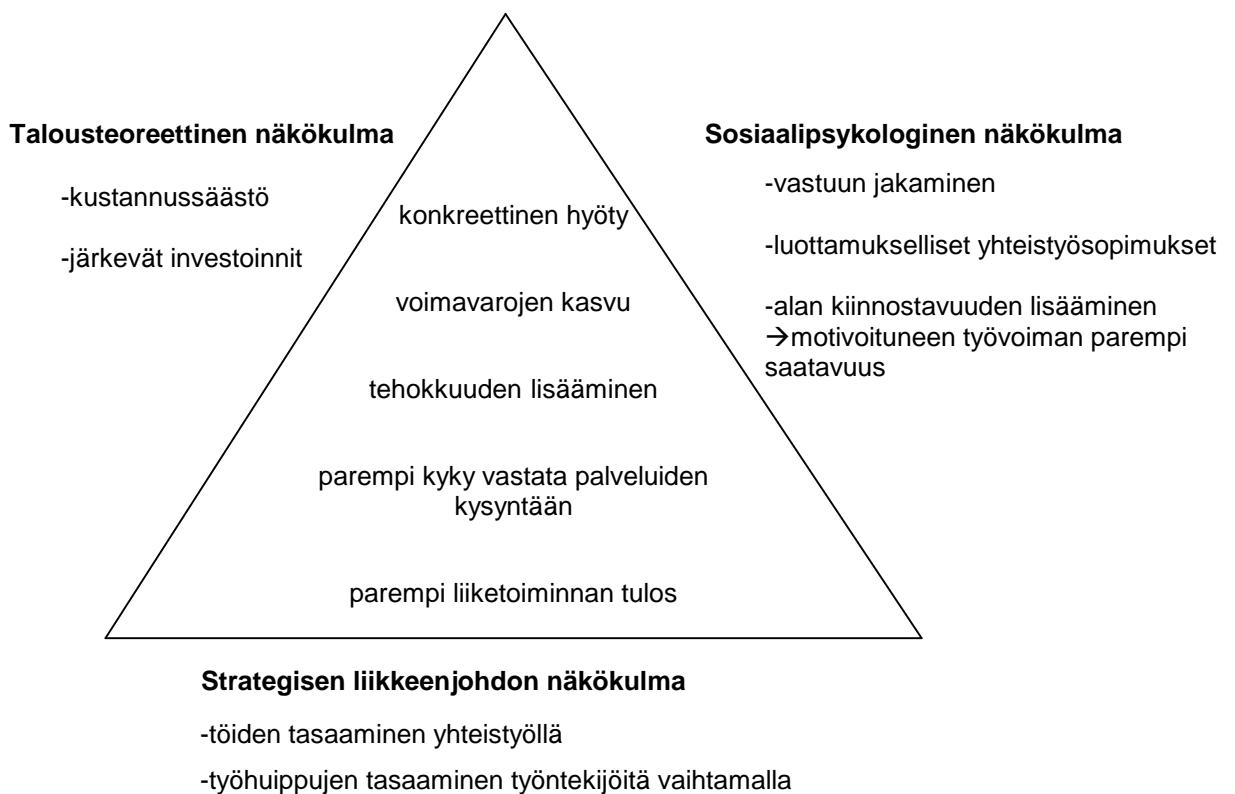 Talousteoreettinen näkökulma
-kustannussäästö
-järkevät investoinnit
Sosiaalipsykologinen näkökulma
-vastuun jakaminen
-luottamukselliset yhteistyösopimukset
-alan kiinnostavuuden lisääminen
→motivoituneen työvoiman parempi
saatavuus
konkreettinen hyöty
voimavarojen kasvu
tehokkuuden lisääminen
parempi kyky vastata palveluiden
kysyntään
parempi liiketoiminnan tulos
Strategisen liikkeenjohdon näkökulma
-töiden tasaaminen yhteistyöllä
-työhuippujen tasaaminen työntekijöitä vaihtamalla